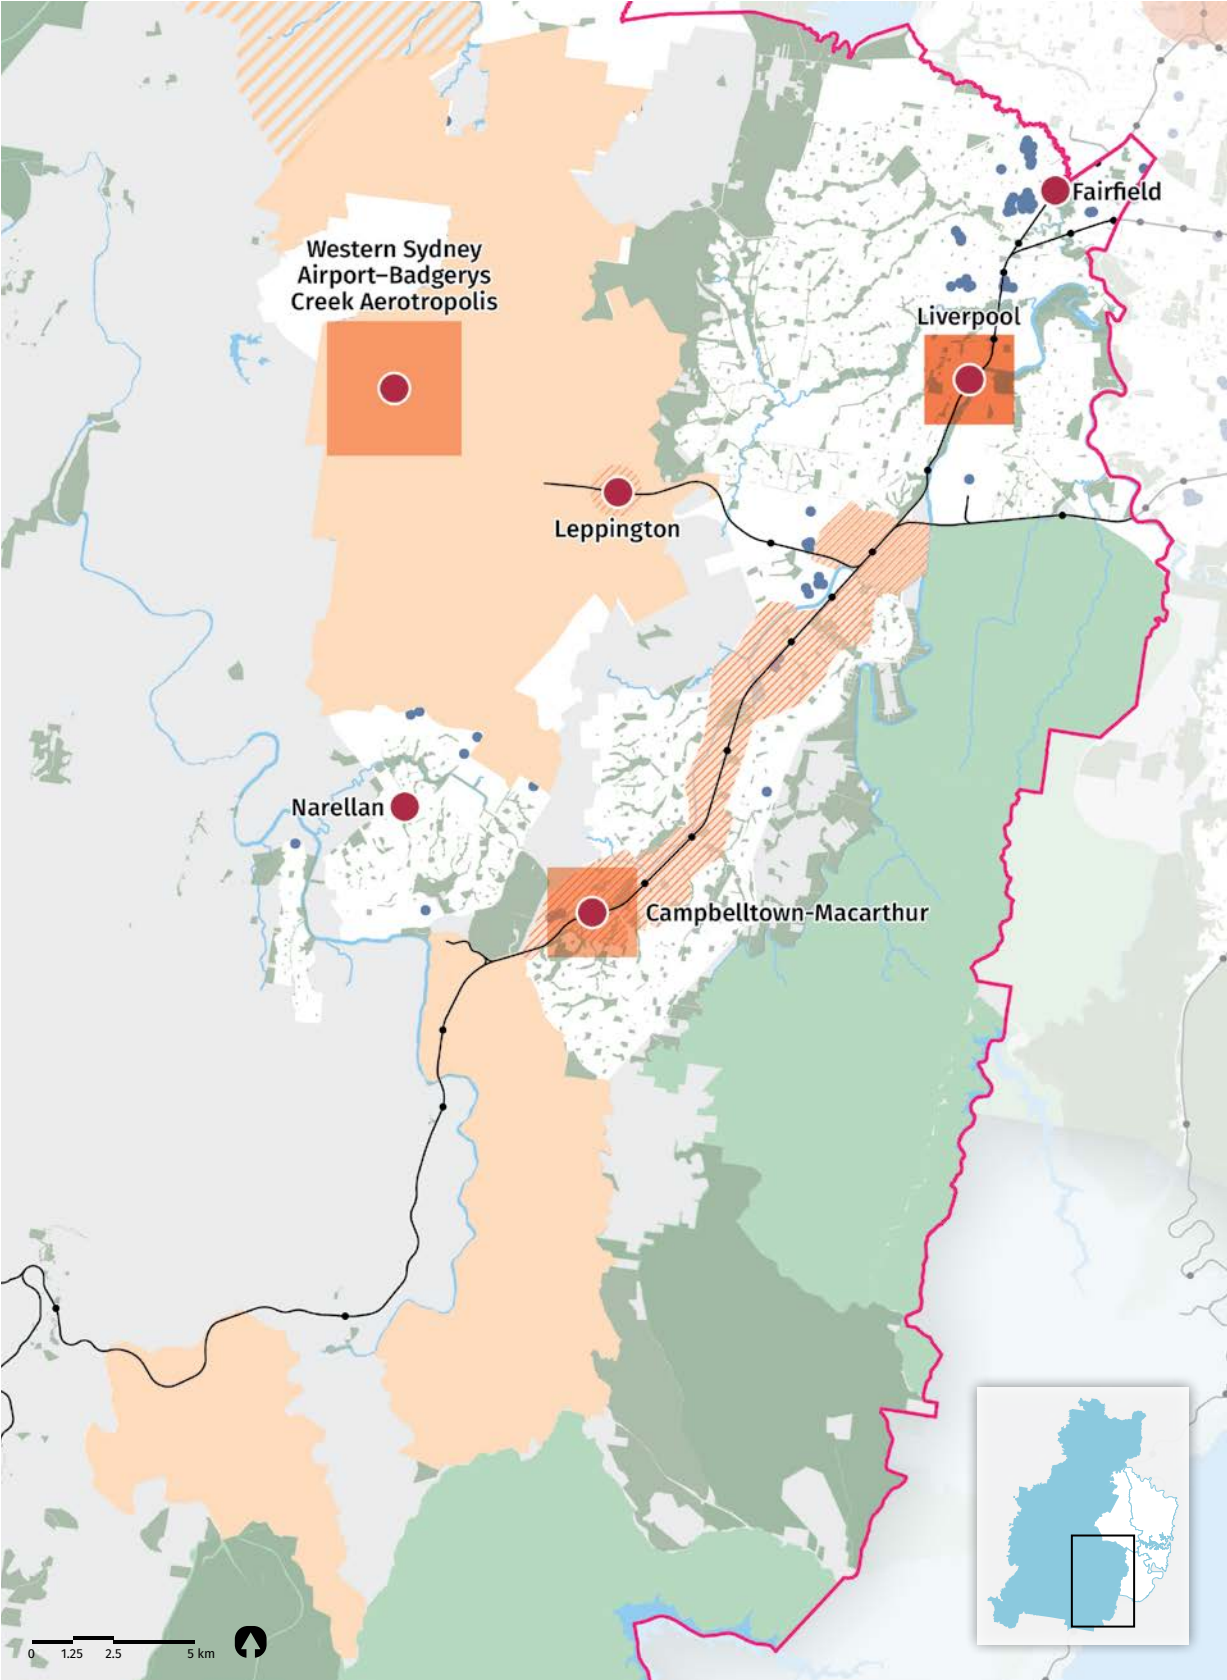 Fairfield
Western Sydney
Airport–Badgerys
Creek Aerotropolis
Liverpool
Leppington
Narellan
Campbelltown-Macarthur
0 1.25 2.5 5 km